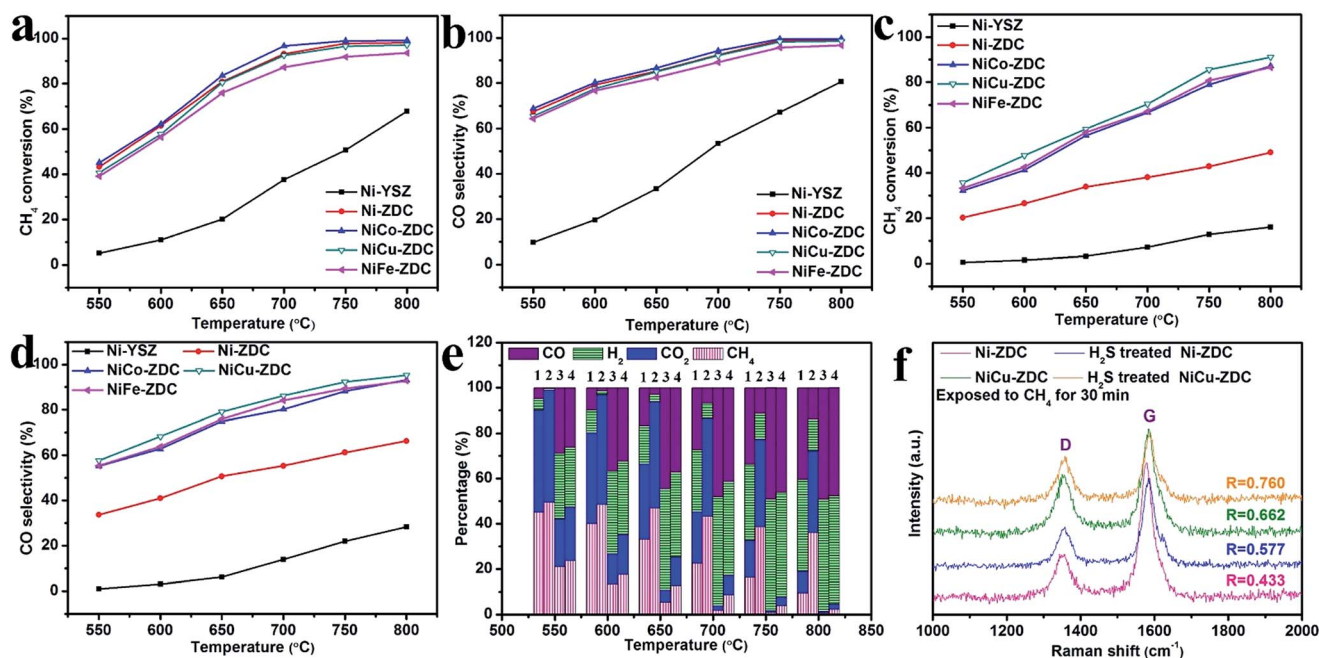 a
CH4 conversion (%)
100
80
60
40
20
0
Ni-YSZ
Ni-ZDC
NiCo-ZDC
NiCu-ZDC
NiFe-ZDC
550 600 650 700 750 800
Temperature (°C)
b
CO selectivity (%)
100
80
60
40
20
0
Ni-YSZ
Ni-ZDC
NiCo-ZDC
NiCu-ZDC
NiFe-ZDC
550 600 650 700 750 800
Temperature (°C)
c
CH4 conversion (%)
100
80
60
40
20
0
Ni-YSZ
Ni-ZDC
NiCo-ZDC
NiCu-ZDC
NiFe-ZDC
550 600 650 700 750 800
Temperature (°C)
d
CO selectivity (%)
100
80
60
40
20
0
Ni-YSZ Ni-ZDC
NiCo-ZDC NiCu-ZDC
NiFe-ZDC
550 600 650 700 750 800
Temperature (°C)
e
Percentage (%)
120
100
80
60
40
20
0
CO H2 CO2 CH4
1 2 3 4 1 2 3 4 1 2 3 4 1 2 3 4 1 2 3 4 1 2 3 4
500 550 600 650 700 750 800 850
Temperature (°C)
f
Intensity (a.u.)
Ni-ZDC H2S treated Ni-ZDC
NiCu-ZDC H2S treated NiCu-ZDC
Exposed to CH4 for 30 min
D
G
R=0.760
R=0.662
R=0.577
R=0.433
1000 1200 1400 1600 1800 2000
Raman shift (cm-1)